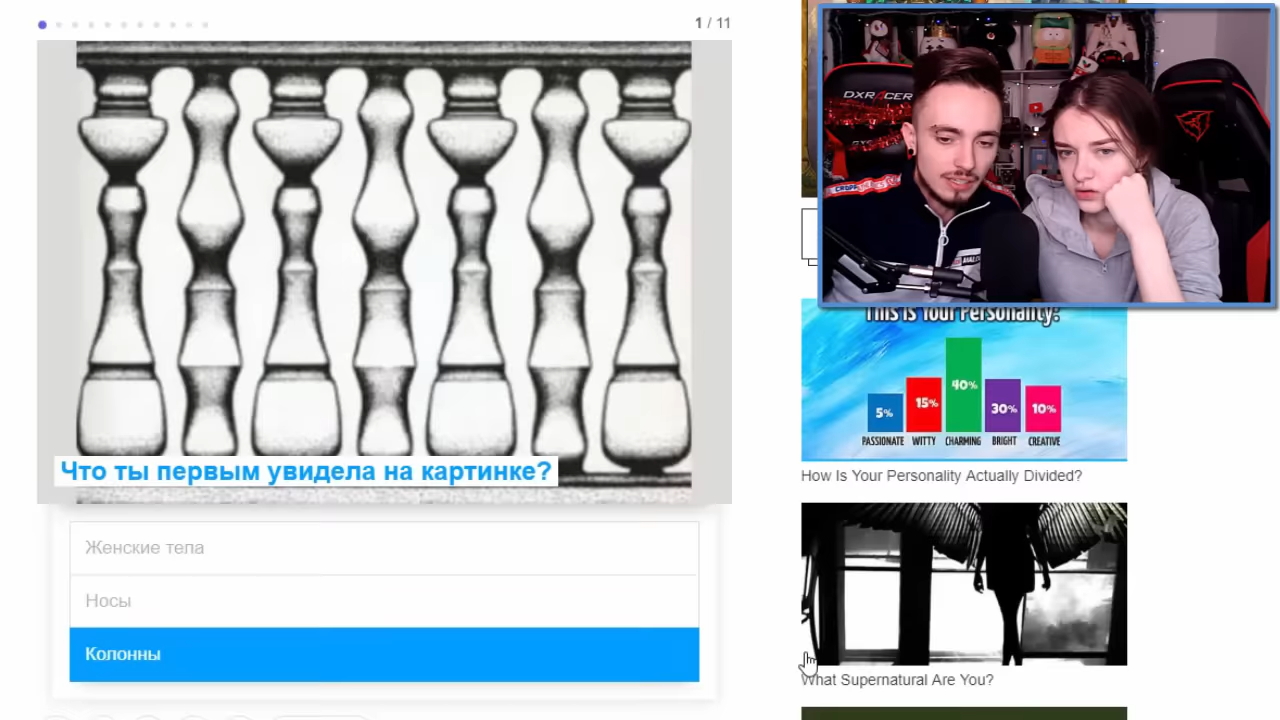 1 / 11
Что ты первым увидела на картинке?
Женские тела
Носы
Колонны
DXRACER
This Is Your Personality?
5%
15%
40%
30%
10%
PASSIONATE
WITTY
CHARMING
BRIGHT
CREATIVE
How Is Your Personality Actually Divided?
What Supernatural Are You?